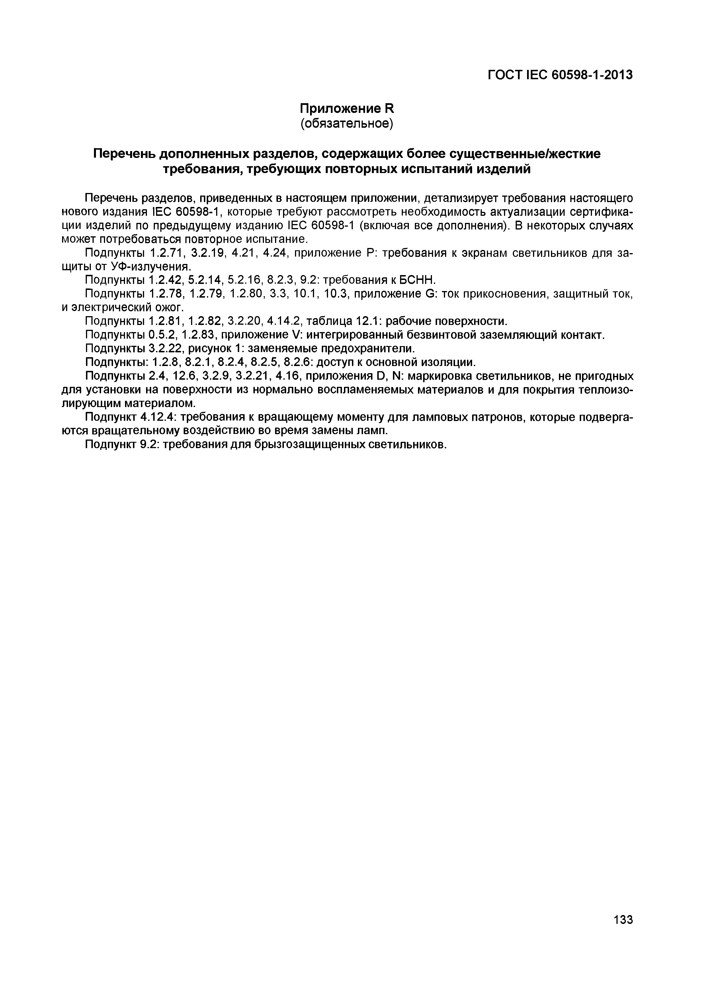 ГОСТ IEC 60598-1-2013
Приложение R
(обязательное)
Перечень дополненных разделов, содержащих более существенные/жесткие
требования, требующих повторных испытаний изделий
Перечень разделов, приведенных в настоящем приложении, детализирует требования настоящего
нового издания IEC 60598-1, которые требуют рассмотреть необходимость актуализации сертифика-
ции изделий по предыдущему изданию IEC 60598-1 (включая все дополнения). В некоторых случаях
может потребоваться повторное испытание.
Подпункты 1.2.71, 3.2.19, 4.21, 4.24, приложение P: требования к экранам светильников для за-
щиты от УФ-излучения.
Подпункты 1.2.42, 5.2.14, 5.2.16, 8.2.3, 9.2: требования к БСНН.
Подпункты 1.2.78, 1.2.79, 1.2.80, 3.3, 10.1, 10.3, приложение G: ток прикосновения, защитный ток,
и электрический ожог.
Подпункты 1.2.81, 1.2.82, 3.2.20, 4.14.2, таблица 12.1: рабочие поверхности.
Подпункты 0.5.2, 1.2.83, приложение V: интегрированный безвинтовой заземляющий контакт.
Подпункты 3.2.22, рисунок 1: заменяемые предохранители.
Подпункты: 1.2.8, 8.2.1, 8.2.4, 8.2.5, 8.2.6: доступ к основной изоляции.
Подпункты 2.4, 12.6, 3.2.9, 3.2.21, 4.16, приложения D, N: маркировка светильников, не пригодных
для установки на поверхности из нормально воспламеняемых материалов и для покрытия теплоизо-
лирующим материалом.
Подпункт 4.12.4: требования к вращающему моменту для ламповых патронов, которые подверга-
ются вращательному воздействию во время замены ламп.
Подпункт 9.2: требования для брызгозащищенных светильников.
133